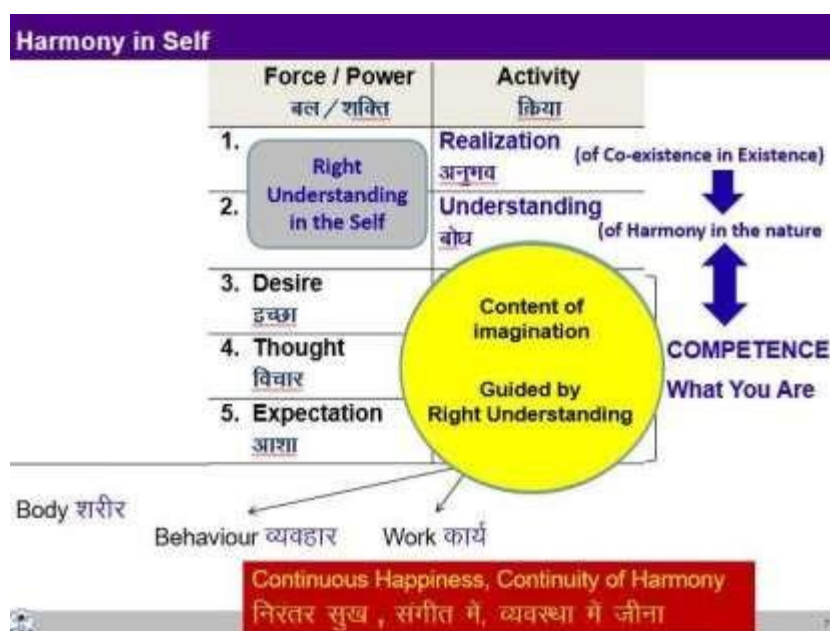 Harmony in Self
Force / Power
बल / शक्ति
Activity
क्रिया
1.
Right
Understanding
in the Self
Realization
अनुभव
(of Co-existence in Existence)
2.
Understanding
बोध
(of Harmony in the nature
3. Desire
इच्छा
4. Thought
विचार
5. Expectation
आशा
Content of
imagination
Guided by
Right Understanding
COMPETENCE
What You Are
Body शरीर
Behaviour व्यवहार
Work कार्य
Continuous Happiness, Continuity of Harmony
निरतर सुख , संगीत में, व्यवस्था में जीना